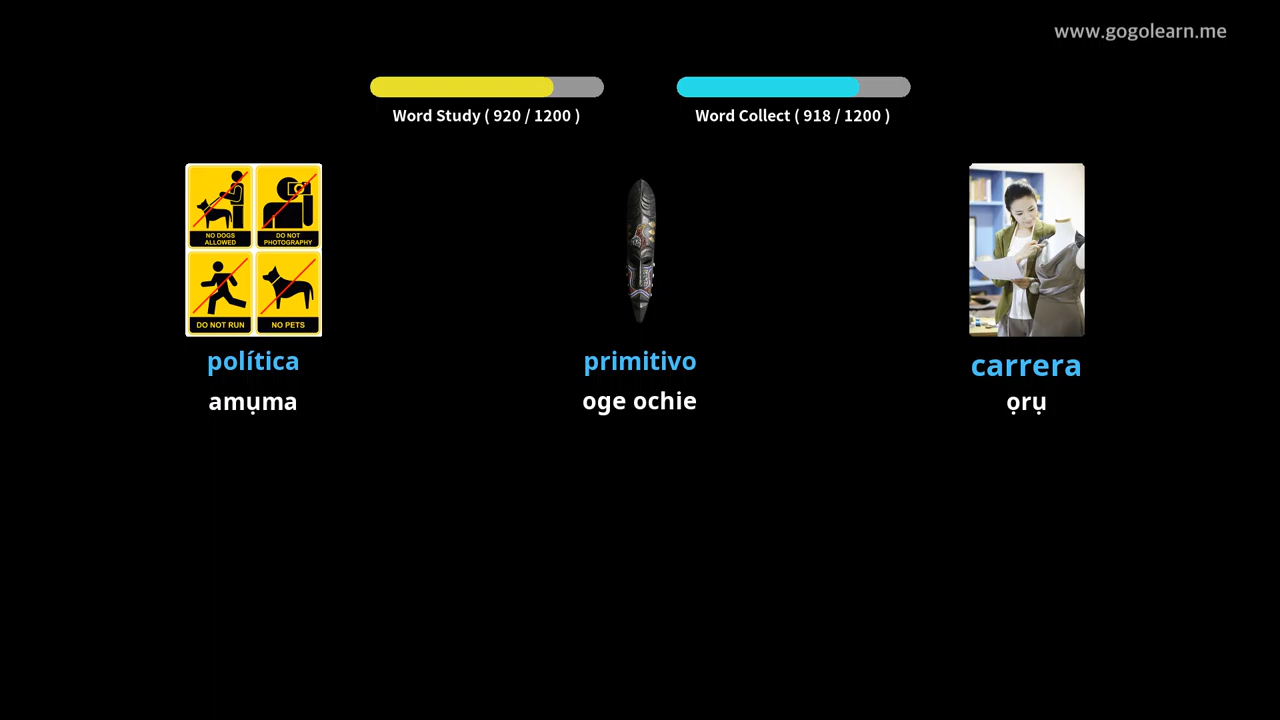 www.gogolearn.me
Word Study ( 920 / 1200 )
Word Collect ( 918 / 1200 )
NO DOGS
ALLOWED
DO NOT
PHOTOGRAPHY
DO NOT RUN
NO PETS
política
primitivo
carrera
amụma
oge ochie
ọrụ